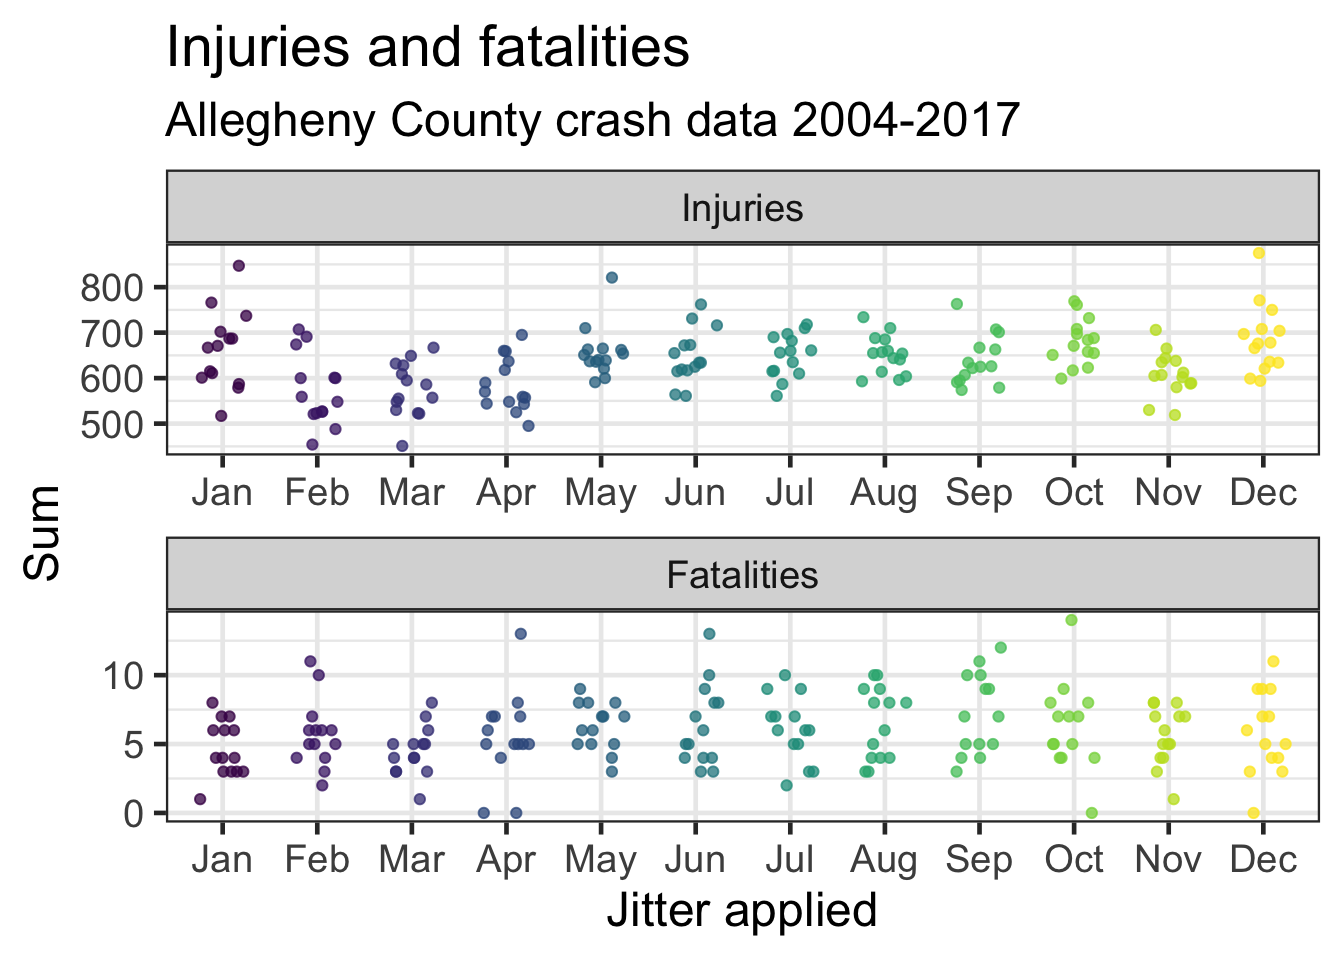 Injuries and fatalities
Allegheny County crash data 2004-2017
Injuries
800
700
600
500
Jan Feb Mar Apr May Jun Jul Aug Sep Oct Nov Dec
Sum
Fatalities
10
5
0
Jan Feb Mar Apr May Jun Jul Aug Sep Oct Nov Dec
Jitter applied